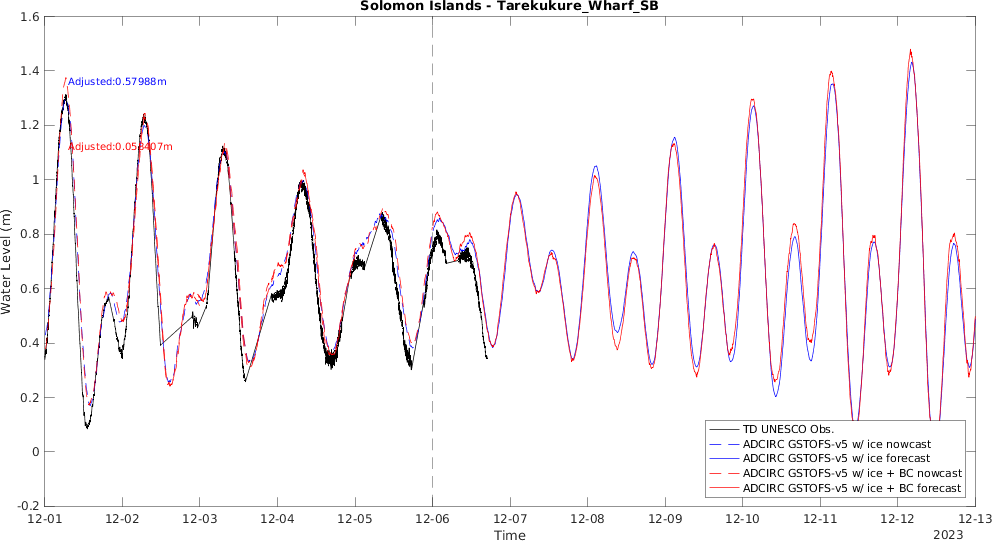 Solomon Islands - Tarekukure_Wharf_SB
Water Level (m)
1.6
1.4
1.2
1
0.8
0.6
0.4
0.2
0
-0.2
Adjusted:0.57988m
Adjusted:0.053407m
TD UNESCO Obs.
ADCIRC GSTOFS-v5 w/ ice nowcast
ADCIRC GSTOFS-v5 w/ ice forecast
ADCIRC GSTOFS-v5 w/ ice + BC nowcast
ADCIRC GSTOFS-v5 w/ ice + BC forecast
12-01 12-02 12-03 12-04 12-05 12-06 12-07 12-08 12-09 12-10 12-11 12-12 12-13
Time
2023